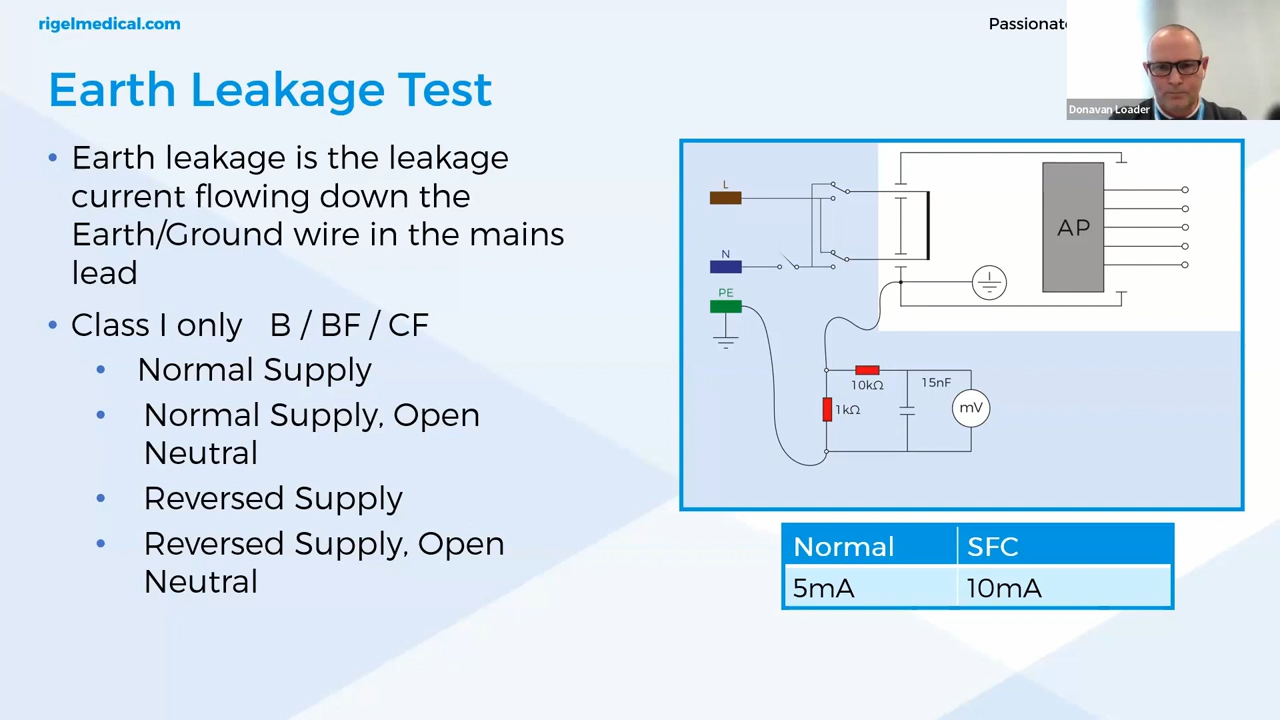 rigelmedical.com
Passionate
Donavan Loader
Earth Leakage Test
• Earth leakage is the leakage
current flowing down the
Earth/Ground wire in the mains
lead
• Class I only B / BF / CF
• Normal Supply
• Normal Supply, Open
Neutral
• Reversed Supply
• Reversed Supply, Open
Neutral
L
N
PE
AP
10kΩ
15nF
1kΩ
mV
Normal SFC
5mA 10mA